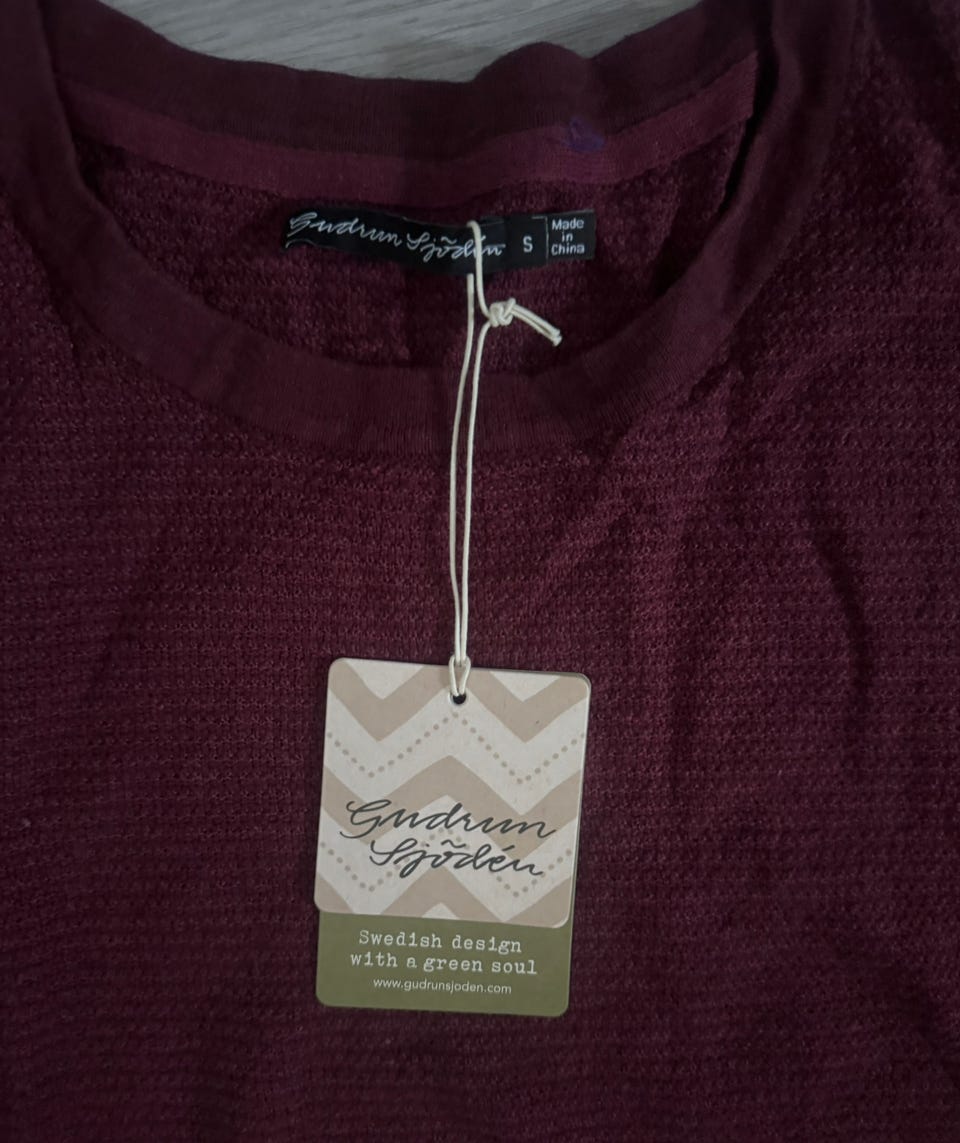 Gudrun Sjödén
S
Made
in
China
Gudrun
Sjödén
Swedish design
with a green soul
www.gudrunsjoden.com